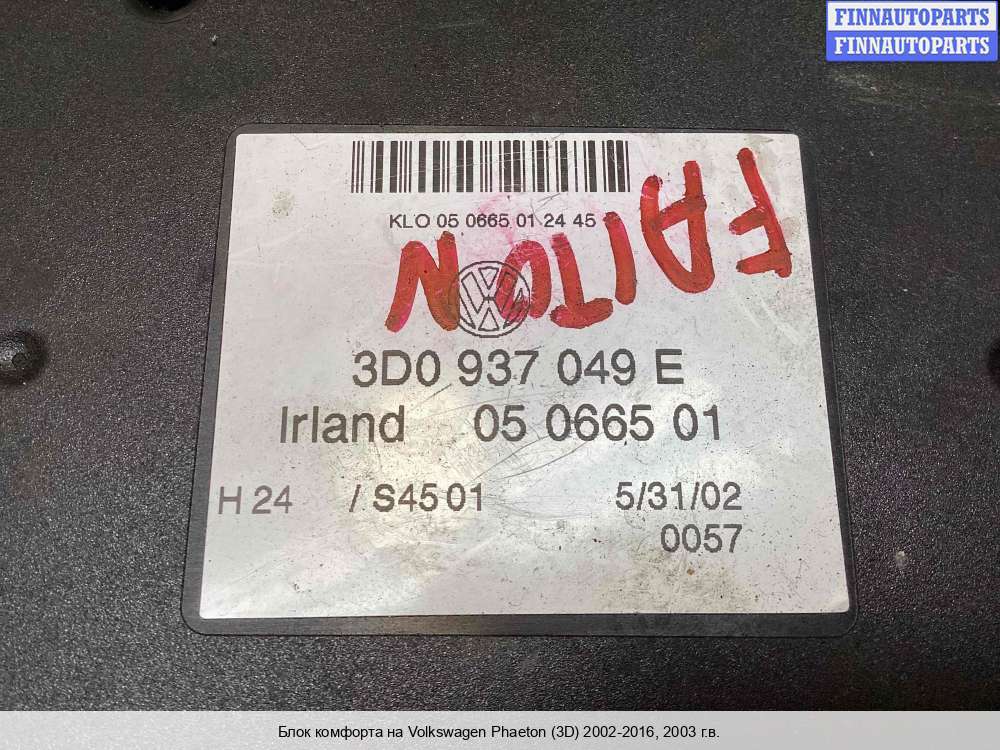 FINNAUTOPARTS
FINNAUTOPARTS
KLO 05 0665 01 24 45
FAITON
3D0 937 049 E
Irland 05 0665 01
H 24 / S45 01 5/31/02
0057
Блок комфорта на Volkswagen Phaeton (3D) 2002-2016, 2003 г.в.